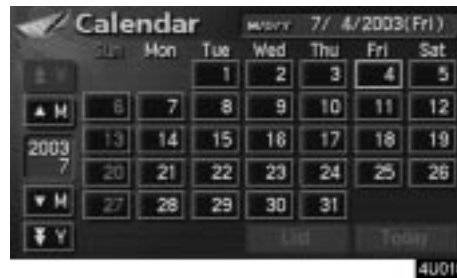 Calendar M/D/Y 7/ 4/2003(Fri)
Sun Mon Tue Wed Thu Fri Sat
Y 1 2 3 4 5
M 6 7 8 9 10 11 12
2003 13 14 15 16 17 18 19
7 20 21 22 23 24 25 26
M 27 28 29 30 31
Y List Today
4U01